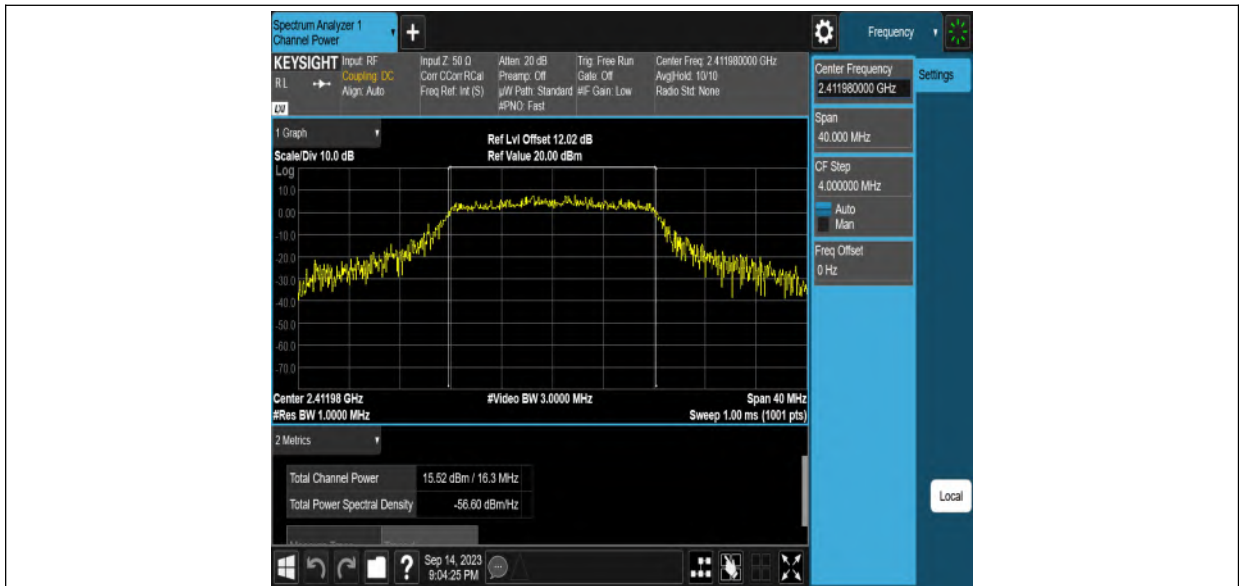 Spectrum Analyzer 1
Channel Power
+
Frequency
KEYSIGHT
RL
LXI
Input: RF
Coupling: DC
Align: Auto
Input Z: 50 Ω
Corr CCorr RCal
Freq Ref: Int (S)
Atten: 20 dB
Preamp: Off
µW Path: Standard
#PNO: Fast
Trig: Free Run
Gate: Off
#IF Gain: Low
Center Freq: 2.411980000 GHz
Avg|Hold: 10/10
Radio Std: None
Center Frequency
2.411980000 GHz
Settings
Span
40.000 MHz
CF Step
4.000000 MHz
Auto
Man
Freq Offset
0 Hz
1 Graph
Scale/Div 10.0 dB
Ref Lvl Offset 12.02 dB
Ref Value 20.00 dBm
Log
10.0
0.00
-10.0
-20.0
-30.0
-40.0
-50.0
-60.0
-70.0
Center 2.41198 GHz
#Video BW 3.0000 MHz
Span 40 MHz
#Res BW 1.0000 MHz
Sweep 1.00 ms (1001 pts)
2 Metrics
Total Channel Power 15.52 dBm / 16.3 MHz
Total Power Spectral Density -56.60 dBm/Hz
Local
?
Sep 14, 2023
9:04:25 PM